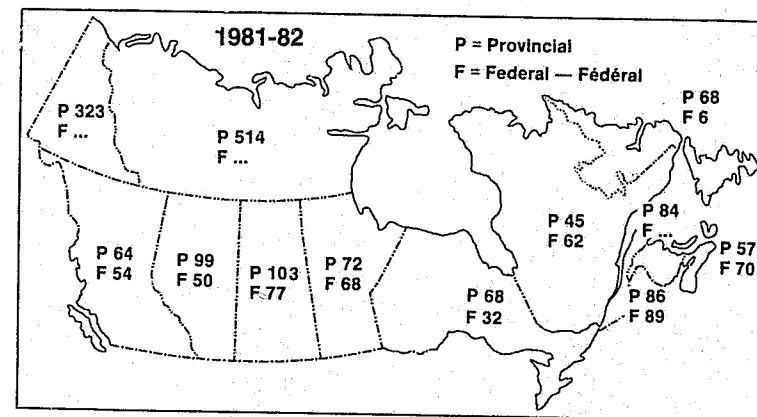 1981-82
P = Provincial
F = Federal — Fédéral
P 323
F ...
P 514
F ...
P 68
F 6
P 64
F 54
P 99
F 50
P 103
F 77
P 72
F 68
P 68
F 32
P 45
F 62
P 84
F ...
P 57
F 70
P 86
F 89